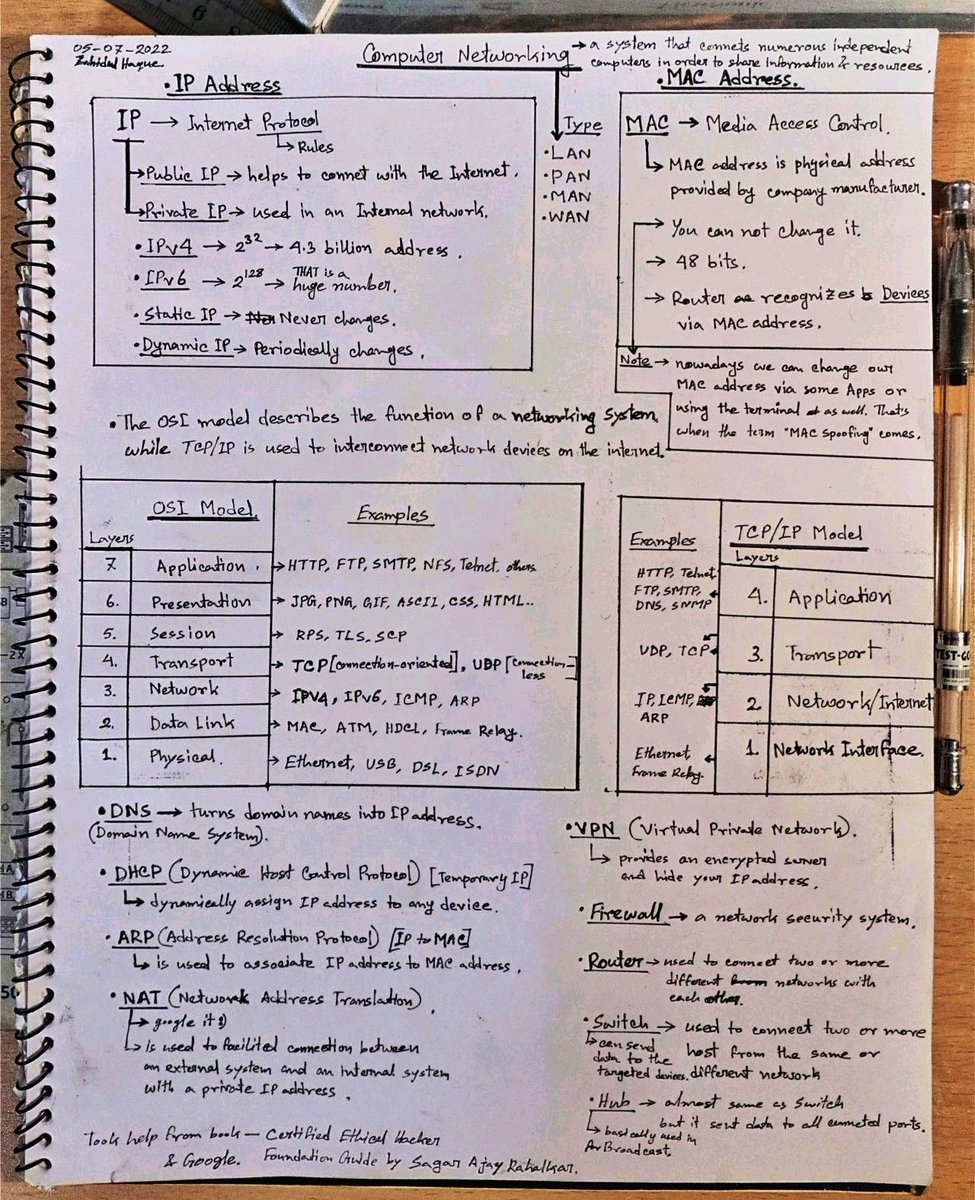 05-07-2022
Zahidul Haque
Computer Networking → a system that connets numerous independent
computers in order to share information & resources.
Type
• LAN
• PAN
• MAN
• WAN
• IP Address
IP → Internet Protocol
↳ Rules
→ Public IP → helps to connet with the Internet.
→ Private IP → used in an Internal network.
• IPv4 → 2^32 → 4.3 billion address.
• IPv6 → 2^128 → THAT is a huge number.
• Static IP → Never changes.
• Dynamic IP → Periodically changes.
• MAC Address.
MAC → Media Access Control.
↳ MAC address is physical address
provided by company manufacturer.
→ You can not change it.
→ 48 bits.
→ Router recognizes Devices
via MAC address.
Note → nowadays we can change our
MAC address via some Apps or
using the terminal as well. That's
when the term "MAC Spoofing" comes.
• The OSI model describes the function of a networking system
while TCP/IP is used to interconnect network devices on the internet.
OSI Model Examples
Layers
7. Application. → HTTP, FTP, SMTP, NFS, Telnet, others
6. Presentation → JPG, PNG, GIF, ASCII, CSS, HTML..
5. Session → RPS, TLS, SCP
4. Transport → TCP [connection-oriented], UDP [connection-less
3. Network → IPV4, IPv6, ICMP, ARP
2. Data Link → MAC, ATM, HDCL, Frame Relay.
1. Physical. → Ethernet, USB, DSL, ISDN
Examples TCP/IP Model
Layers
HTTP, Telnet
FTP, SMTP,
DNS, SNMP
4. Application
UDP, TCP
3. Transport
IP, ICMP,
ARP
2. Network/Internet
Ethernet,
Frame Relay.
1. Network Interface.
• DNS → turns domain names into IP address.
(Domain Name System).
• DHCP (Dynamic Host Control Protocol) [Temporary IP]
↳ dynamically assign IP address to any device.
• ARP (Address Resolution Protocol) [IP to MAC]
↳ is used to associate IP address to MAC address.
• NAT (Network Address Translation).
↳ google it :)
↳ Is used to facilited connection between
an external system and an internal system
with a private IP address.
Took help from book — Certified Ethical Hacker
& Google. Foundation Guide by Sagar Ajay Rahalkar.
• VPN (Virtual Private Network).
↳ provides an encrypted server
and hide your IP address.
• Firewall → a network security system.
• Router → used to connect two or more
different networks with
each other.
• Switch → used to connect two or more
host from the same or
different network
↳ can send
data to the
targeted devices.
• Hub → almost same as Switch
but it sent data to all conneted ports.
↳ basically used in
Broadcast.
TEST-GO